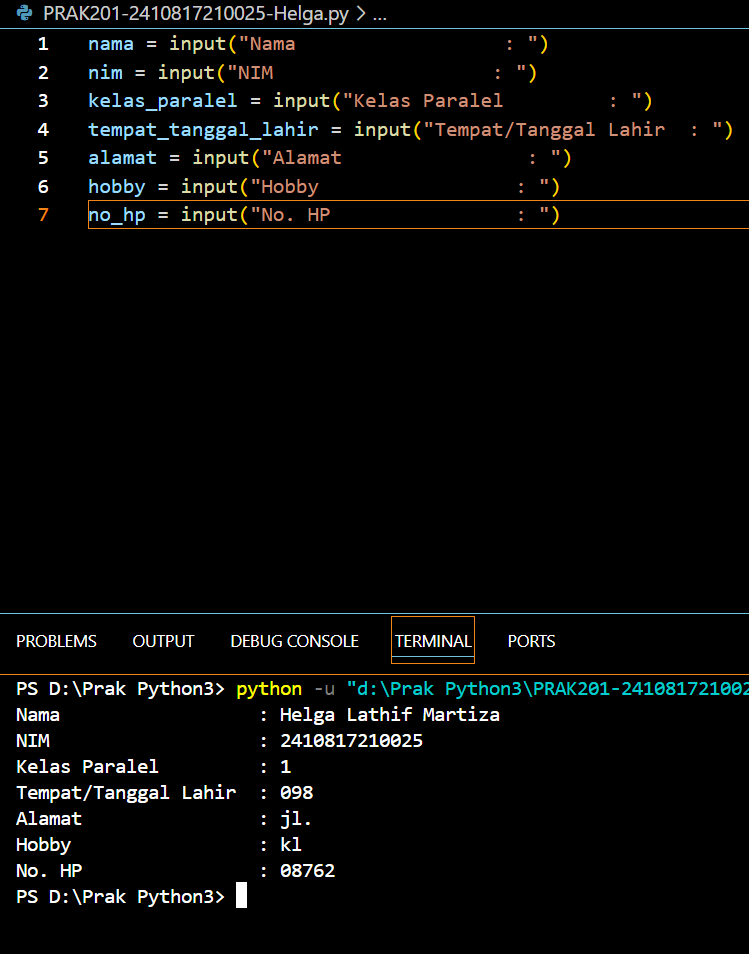 PRAK201-2410817210025-Helga.py > ...
1 nama = input("Nama                  : ")
2 nim = input("NIM                   : ")
3 kelas_paralel = input("Kelas Paralel         : ")
4 tempat_tanggal_lahir = input("Tempat/Tanggal Lahir  : ")
5 alamat = input("Alamat                : ")
6 hobby = input("Hobby                 : ")
7 no_hp = input("No. HP                : ")
PROBLEMS OUTPUT DEBUG CONSOLE TERMINAL PORTS
PS D:\Prak Python3> python -u "d:\Prak Python3\PRAK201-241081721002
Nama                  : Helga Lathif Martiza
NIM                   : 2410817210025
Kelas Paralel         : 1
Tempat/Tanggal Lahir  : 098
Alamat                : jl.
Hobby                 : kl
No. HP                : 08762
PS D:\Prak Python3>